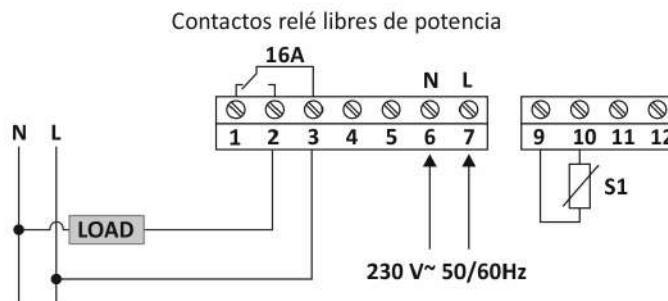 Contactos relé libres de potencia
16A
N L
1 2 3 4 5 6 7 9 10 11 12
N L
S1
LOAD
230 V~ 50/60Hz